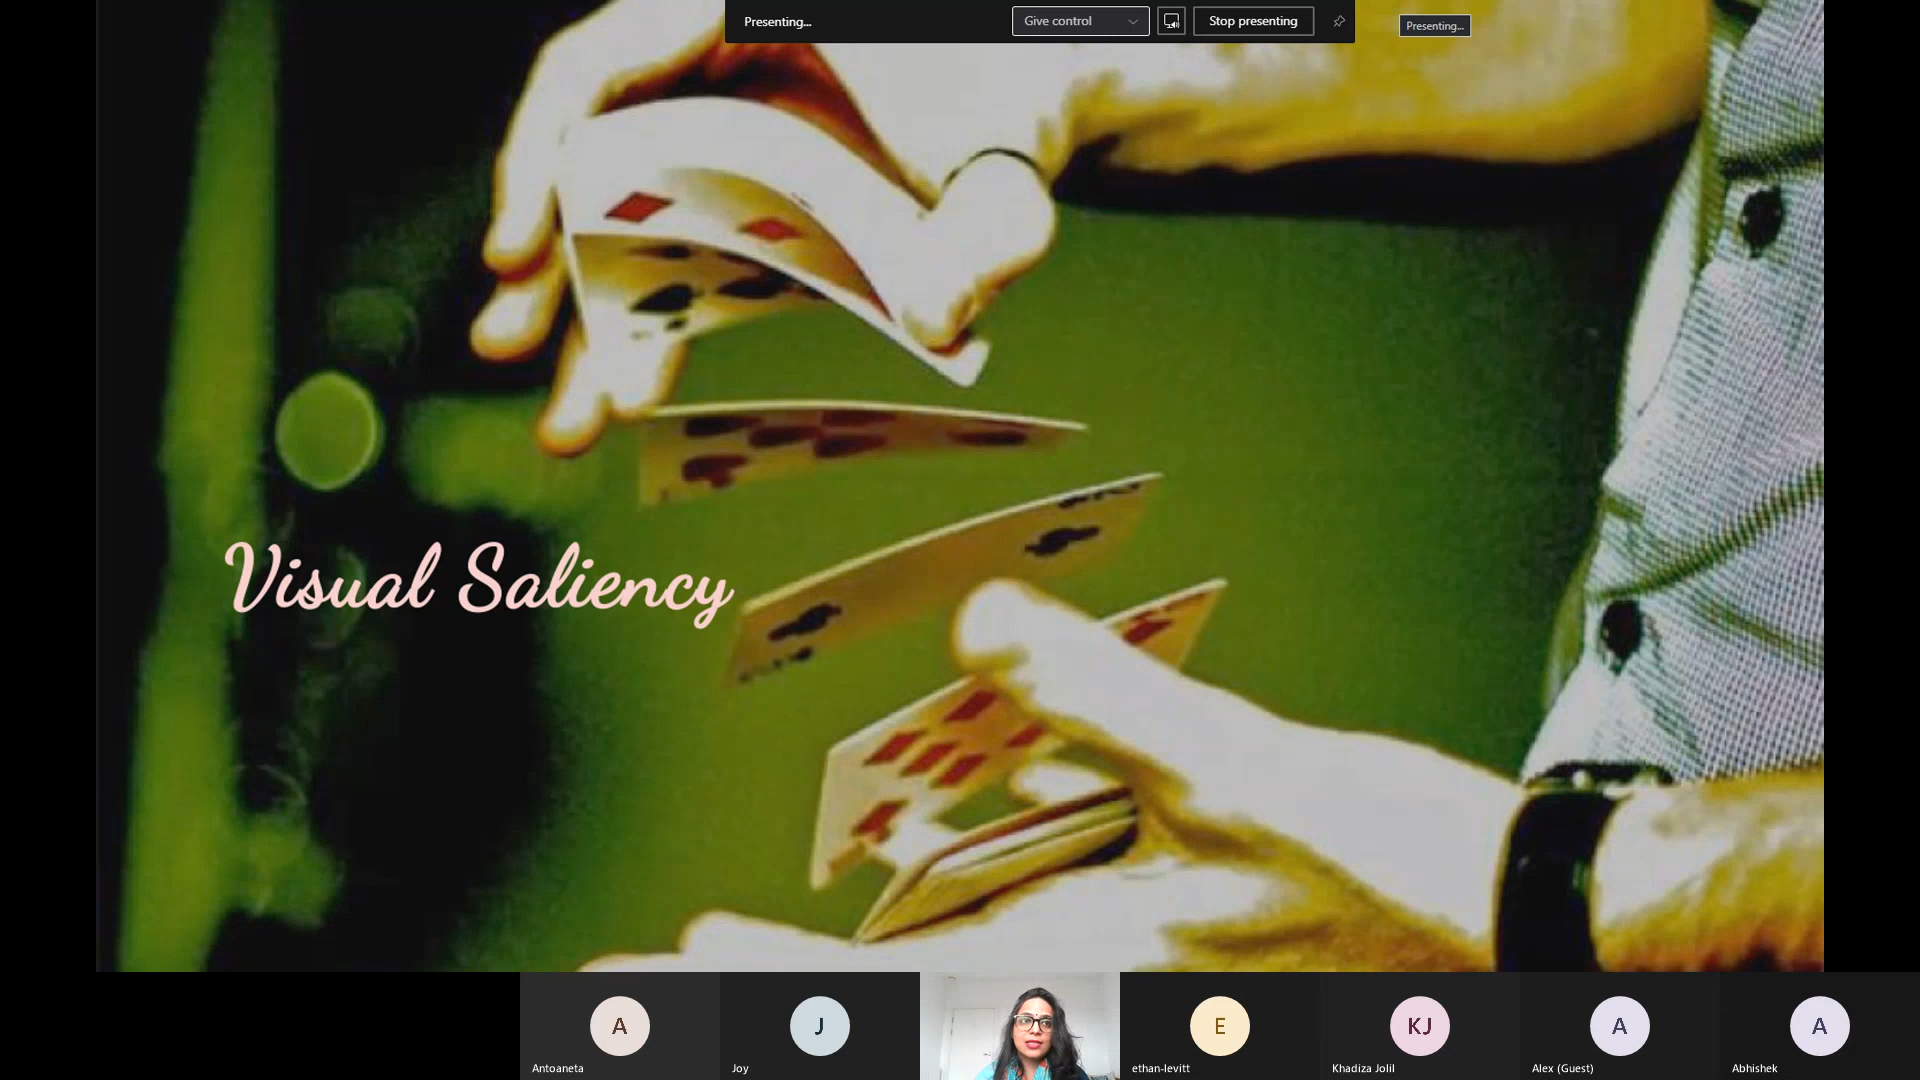 Presenting...
Give control
Stop presenting
Presenting...
Visual Saliency
A
J
E
KJ
A
A
Antoaneta
Joy
ethan-levitt
Khadiza Jolil
Alex (Guest)
Abhishek